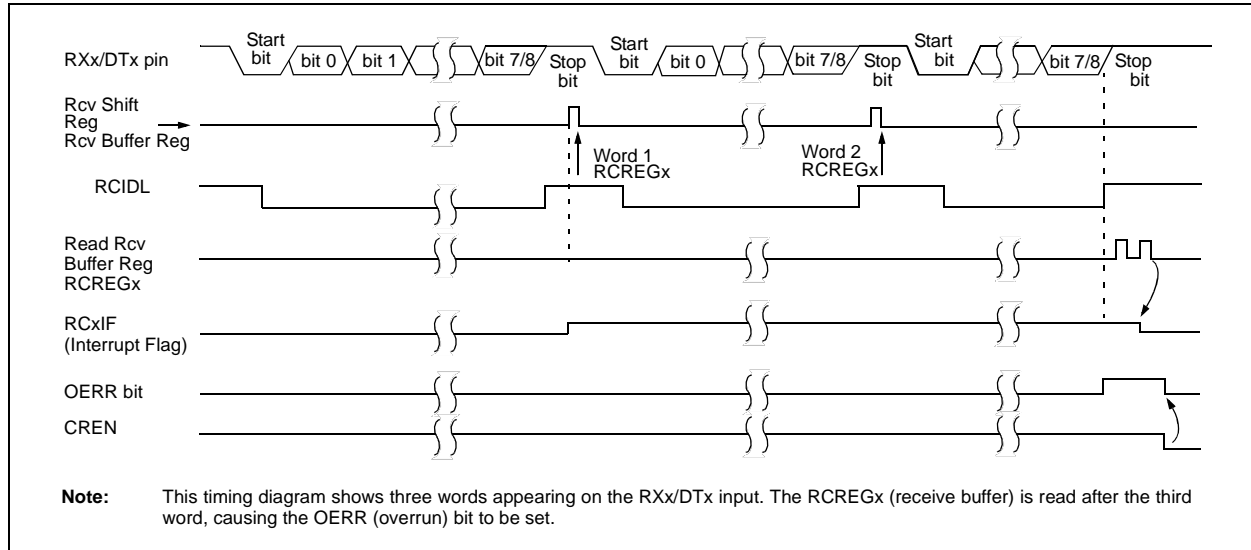 RXx/DTx pin
Start
bit
bit 0
bit 1
bit 7/8
Stop
bit
Start
bit
bit 0
bit 7/8
Stop
bit
Start
bit
bit 7/8
Stop
bit
Rcv Shift
Reg
Rcv Buffer Reg
Word 1
RCREGx
Word 2
RCREGx
RCIDL
Read Rcv
Buffer Reg
RCREGx
RCxIF
(Interrupt Flag)
OERR bit
CREN
Note: This timing diagram shows three words appearing on the RXx/DTx input. The RCREGx (receive buffer) is read after the third
word, causing the OERR (overrun) bit to be set.